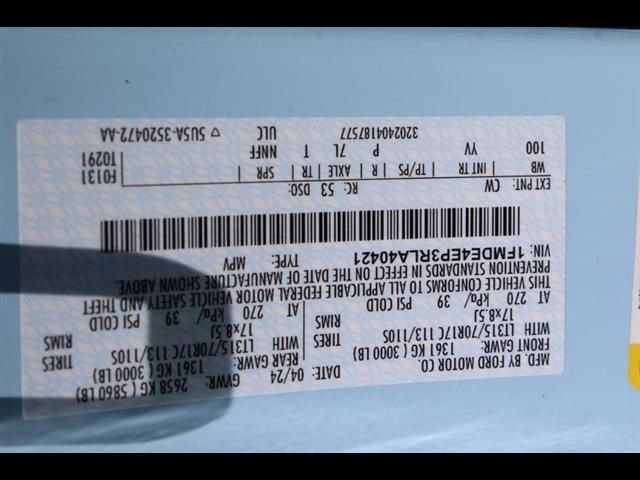 MFD. BY FORD MOTOR CO.
DATE: 04/24 GVWR: 2658 KG ( 5860 LB)
FRONT GAWR: REAR GAWR:
1361 KG ( 3000 LB) 1361 KG ( 3000 LB)
WITH LT315/70R17C 113/110S TIRES LT315/70R17C 113/110S TIRES
17x8.5J RIMS 17x8.5J RIMS
AT 270 kPa/ 39 PSI COLD AT 270 kPa/ 39 PSI COLD
THIS VEHICLE CONFORMS TO ALL APPLICABLE FEDERAL MOTOR VEHICLE SAFETY AND THEFT
PREVENTION STANDARDS IN EFFECT ON THE DATE OF MANUFACTURE SHOWN ABOVE.
VIN: 1FMDE4EP3RLA40421 TYPE: MPV
EXT PNT: CW RC: 53 DSO: F0131
WB INT TR TP/PS R AXLE TR SPR T0291
100 YV P 7L T NNFF
320240418757​7 ULC ▽ 5U5A-3520472-AA